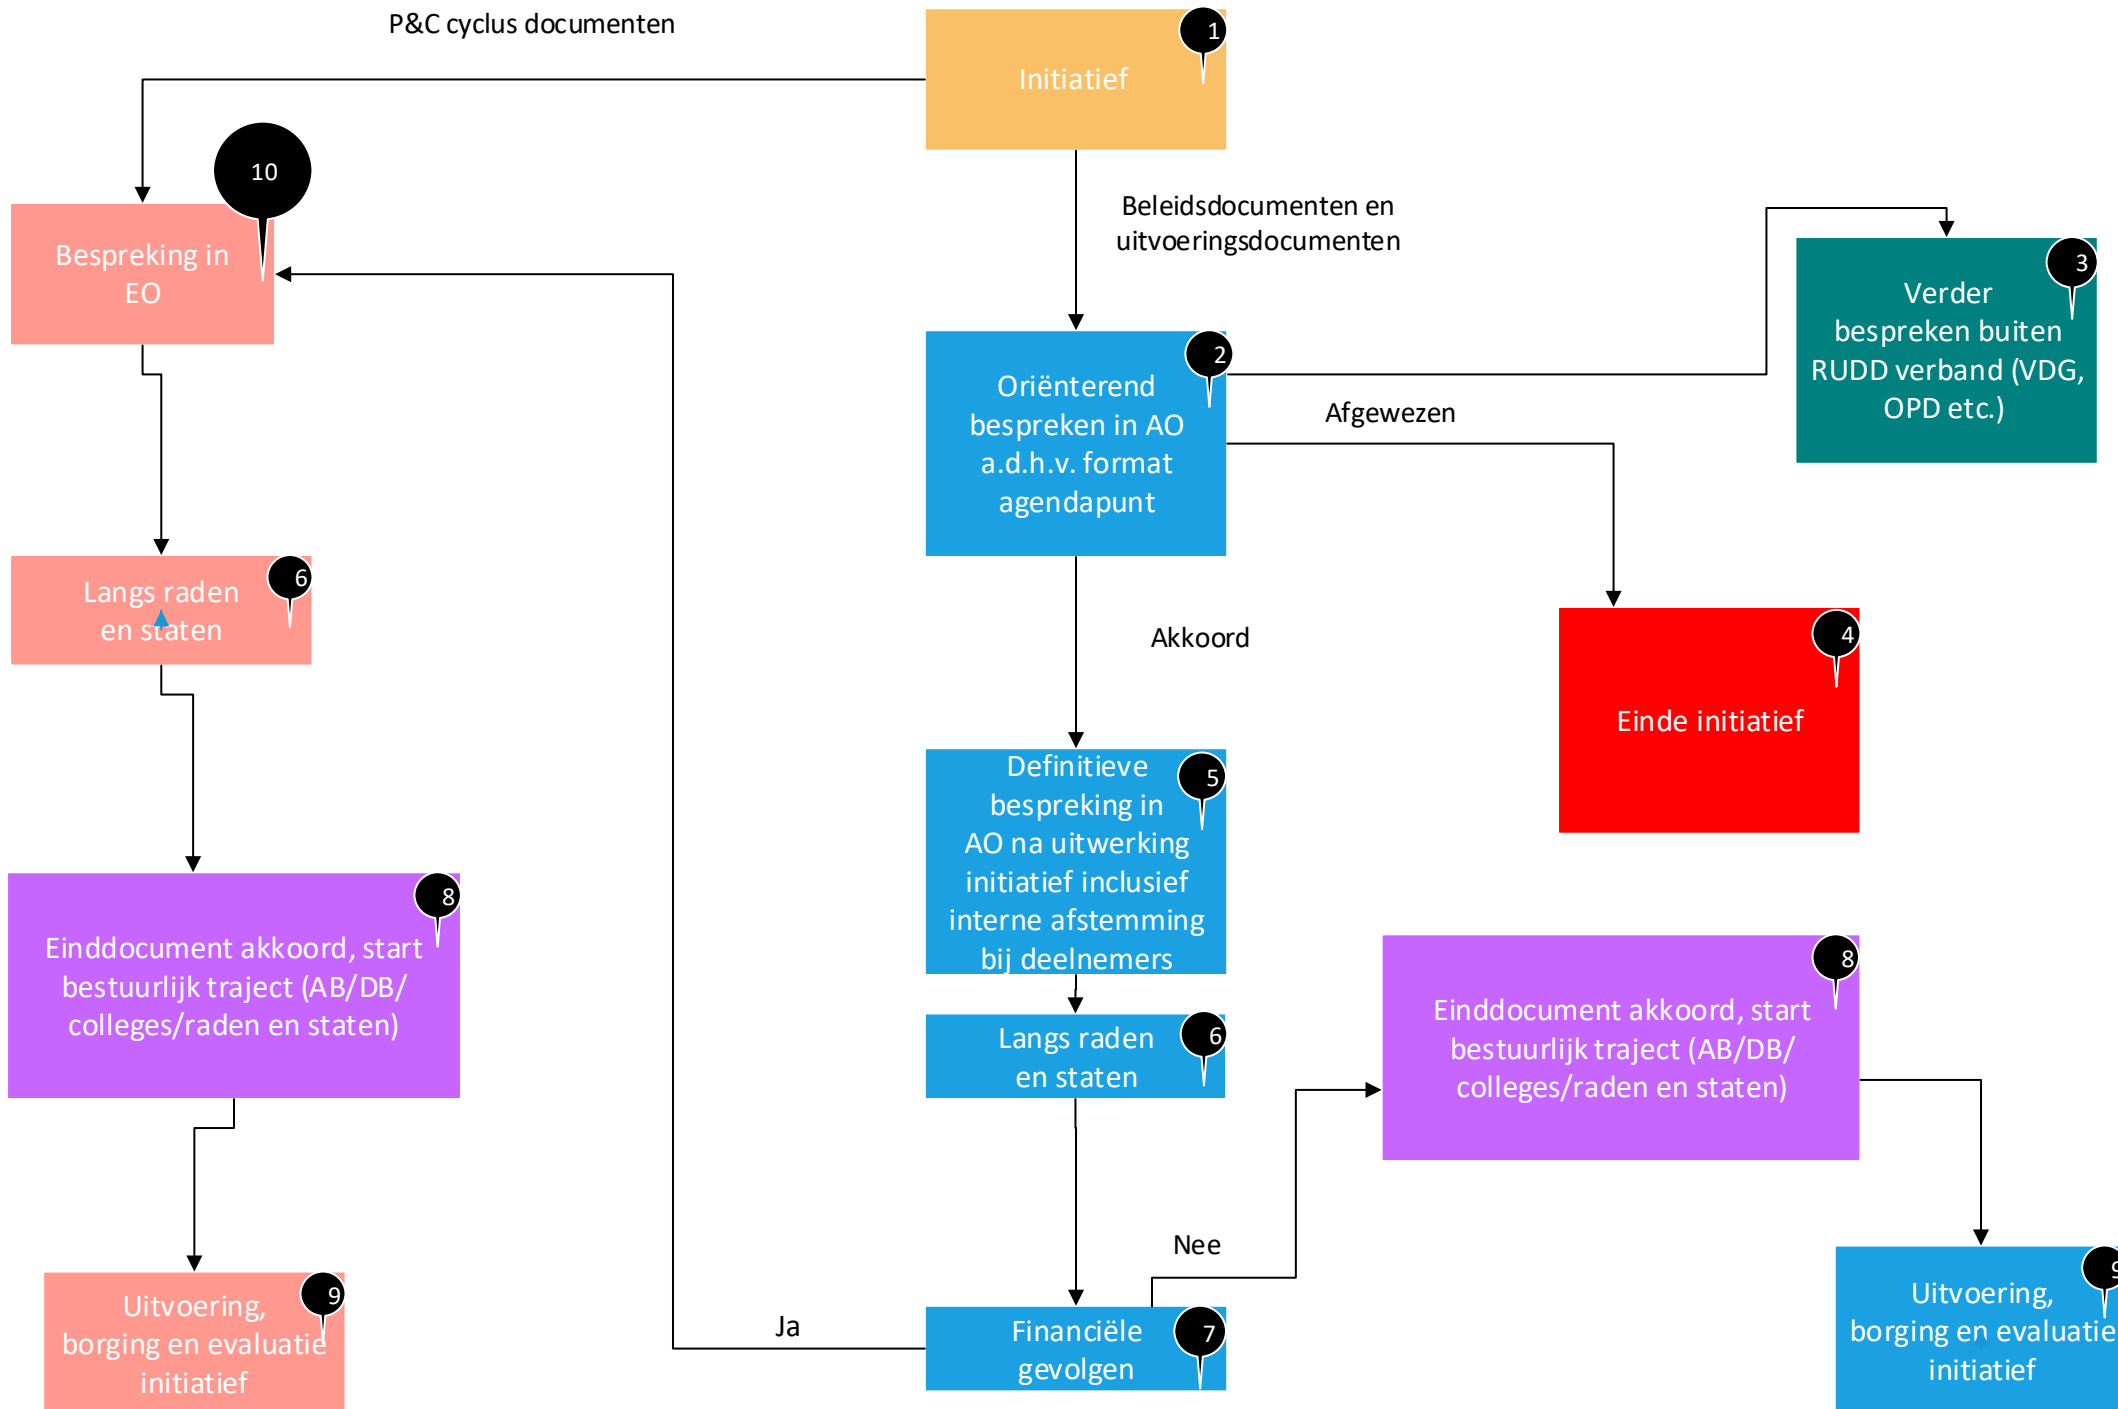 P&C cyclus documenten
1
Initiatief
10
Bespreking in
EO
Beleidsdocumenten en
uitvoeringsdocumenten
3
Verder
bespreken buiten
RUDD verband (VDG,
OPD etc.)
2
Oriënterend
bespreken in AO
a.d.h.v. format
agendapunt
Afgewezen
6
Langs raden
en staten
Akkoord
4
Einde initiatief
5
Definitieve
bespreking in
AO na uitwerking
initiatief inclusief
interne afstemming
bij deelnemers
8
Einddocument akkoord, start
bestuurlijk traject (AB/DB/
colleges/raden en staten)
6
Langs raden
en staten
8
Einddocument akkoord, start
bestuurlijk traject (AB/DB/
colleges/raden en staten)
Nee
9
Uitvoering,
borging en evaluatie
initiatief
Ja
7
Financiële
gevolgen
9
Uitvoering,
borging en evaluatie
initiatief